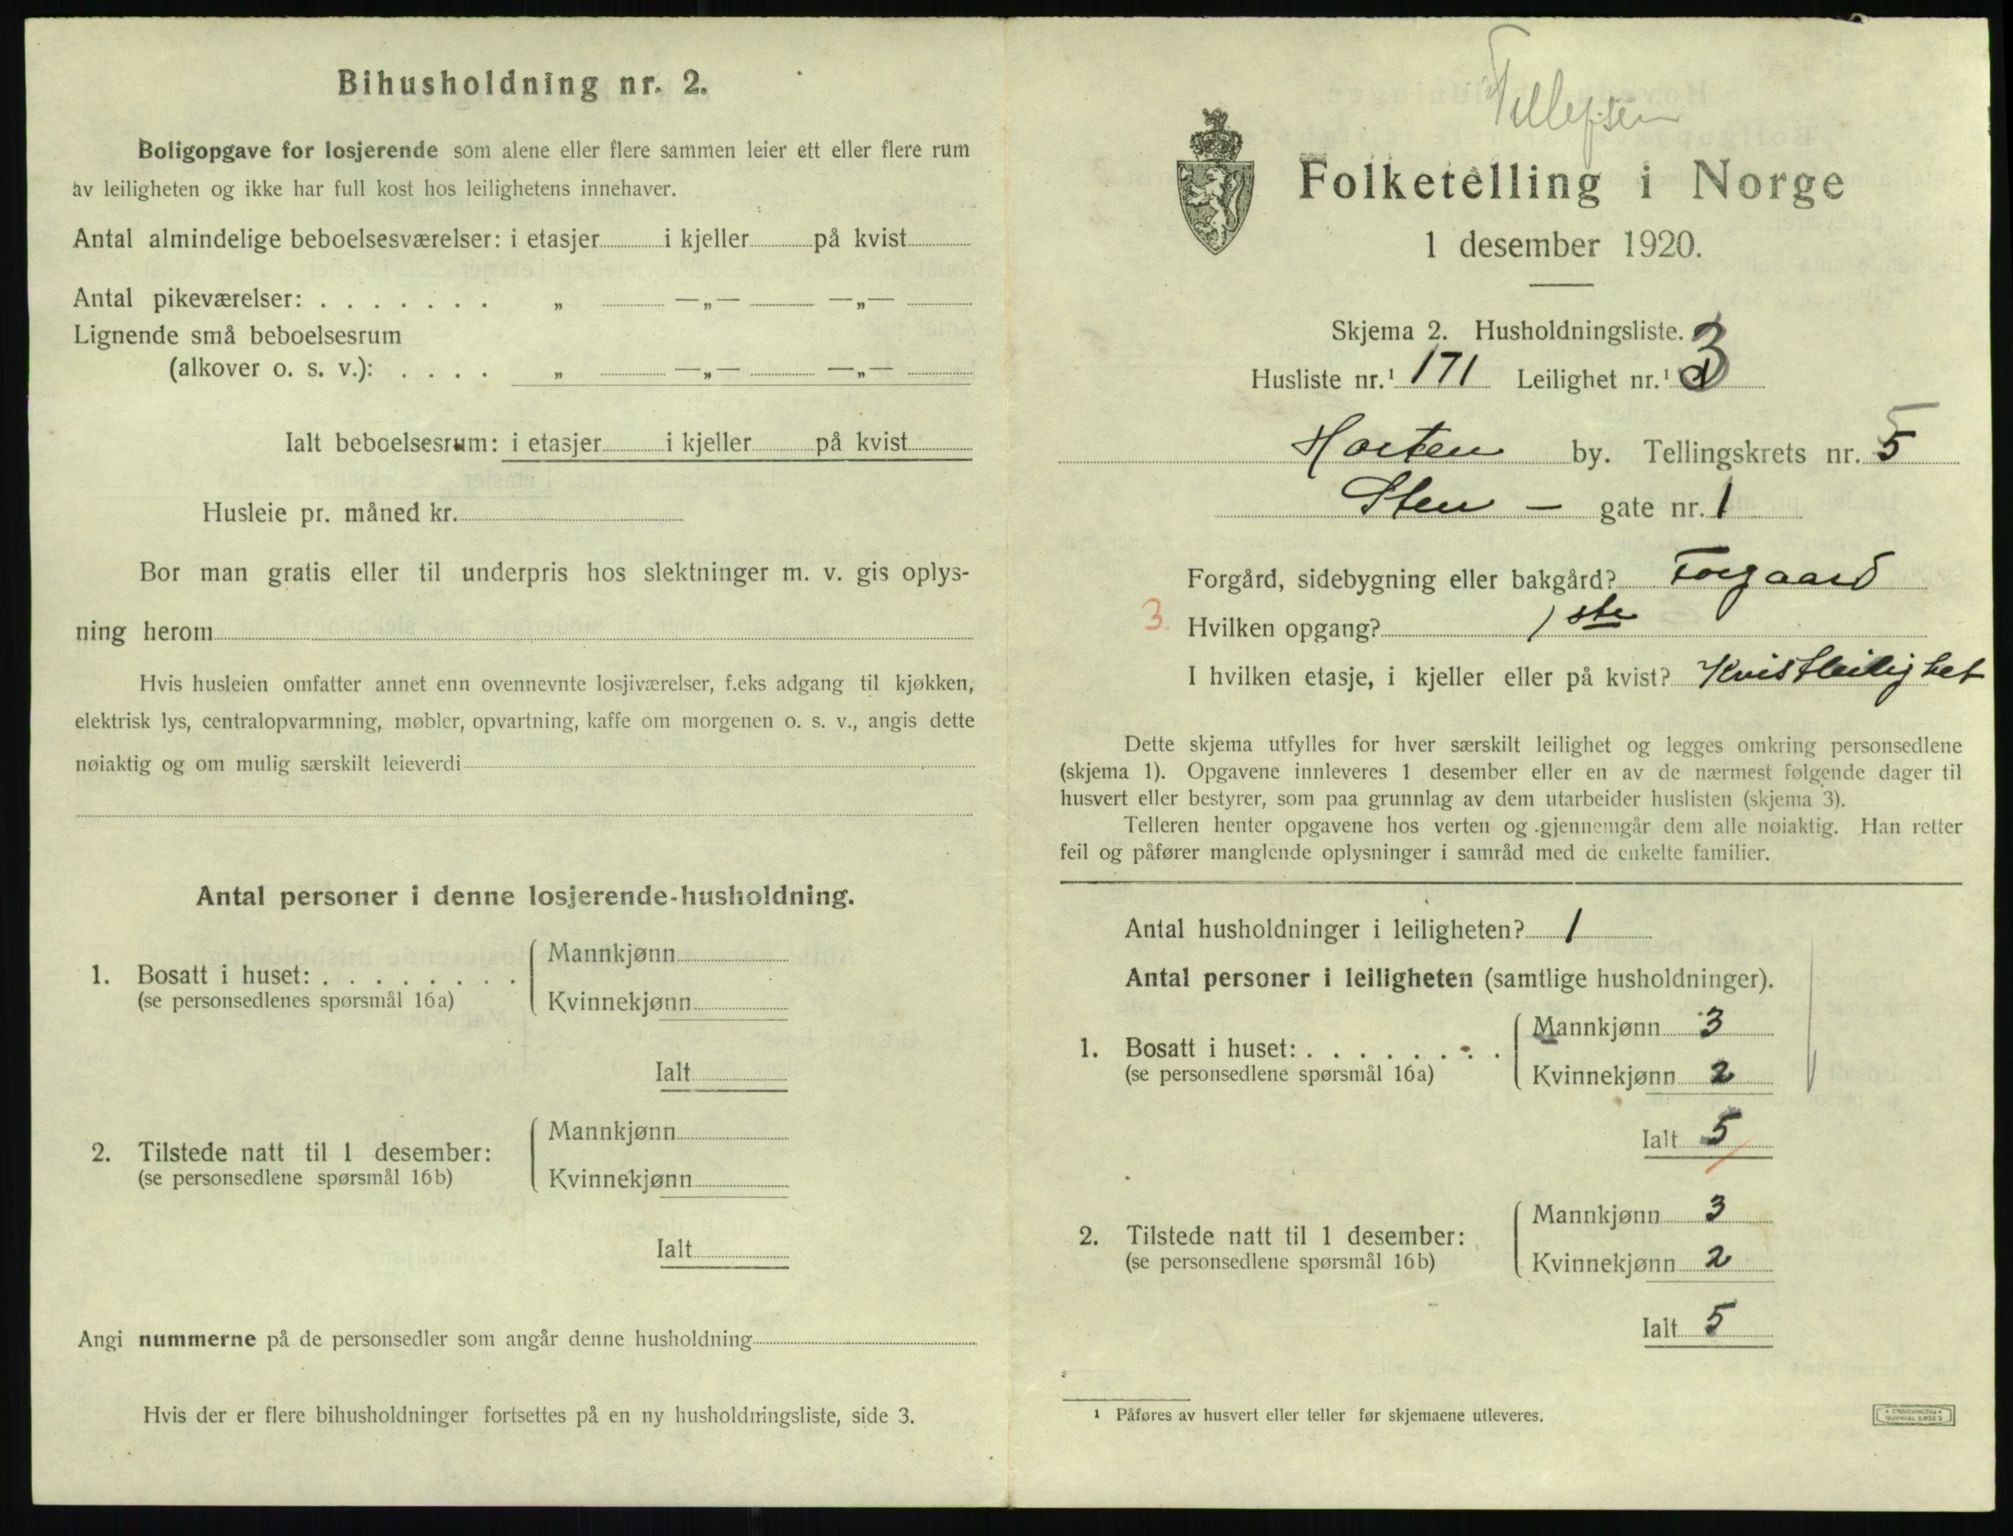 Bihusholdning nr. 2.
Boligopgave for losjerende som alene eller flere sammen leier ett eller flere rum
av leiligheten og ikke har full kost hos leilighetens innehaver.
Antal almindelige beboelsesværelser: i etasjer i kjeller på kvist
Antal pikeværelser: . . . . . . . „ —„— —„—
Lignende små beboelsesrum
(alkover o. s. v.): . . . . „ —„— —„—
Ialt beboelsesrum: i etasjer i kjeller på kvist
Husleie pr. måned kr.
Bor man gratis eller til underpris hos slektninger m. v. gis oplys-
ning herom
Hvis husleien omfatter annet enn ovennevnte losjiværelser, f.eks adgang til kjøkken,
elektrisk lys, centralopvarmning, møbler, opvartning, kaffe om morgenen o. s. v., angis dette
nøiaktig og om mulig særskilt leieverdi
Antal personer i denne losjerende-husholdning.
1. Bosatt i huset: . . . . . . . .
(se personsedlenes spørsmål 16a)
Mannkjønn
Kvinnekjønn
Ialt
2. Tilstede natt til 1 desember:
(se personsedlene spørsmål 16b)
Mannkjønn
Kvinnekjønn
Ialt
Angi nummerne på de personsedler som angår denne husholdning
Hvis der er flere bihusholdninger fortsettes på en ny husholdningsliste, side 3.
Tellefsen
Folketelling i Norge
1 desember 1920.
Skjema 2. Husholdningsliste.
Husliste nr.¹ 171 Leilighet nr.¹ 3
Horten by. Tellingskrets nr. 5
Sten — gate nr. 1
Forgård, sidebygning eller bakgård? Forgaard
3 Hvilken opgang? 1ste
I hvilken etasje, i kjeller eller på kvist? Kvistleilighet
Dette skjema utfylles for hver særskilt leilighet og legges omkring personsedlene
(skjema 1). Opgavene innleveres 1 desember eller en av de nærmest følgende dager til
husvert eller bestyrer, som paa grunnlag av dem utarbeider huslisten (skjema 3).
Telleren henter opgavene hos verten og gjennemgår dem alle nøiaktig. Han retter
feil og påfører manglende oplysninger i samråd med de enkelte familier.
Antal husholdninger i leiligheten? 1
Antal personer i leiligheten (samtlige husholdninger).
1. Bosatt i huset: . . . . . . . .
(se personsedlene spørsmål 16a)
Mannkjønn 3
Kvinnekjønn 2
Ialt 5
2. Tilstede natt til 1 desember:
(se personsedlene spørsmål 16b)
Mannkjønn 3
Kvinnekjønn 2
Ialt 5
¹ Påføres av husvert eller teller før skjemaene utleveres.